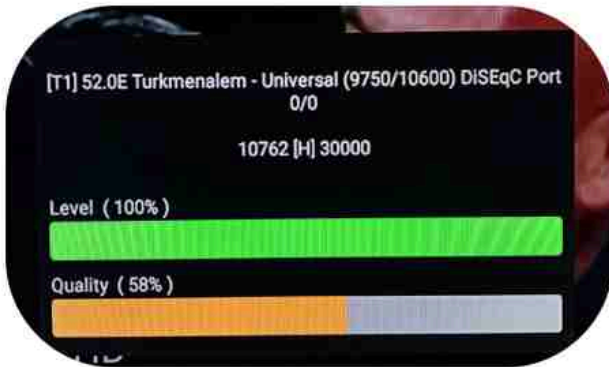 [T1] 52.0E Turkmenalem - Universal (9750/10600) DiSEqC Port
0/0
10762 [H] 30000
Level ( 100% )
Quality ( 58% )